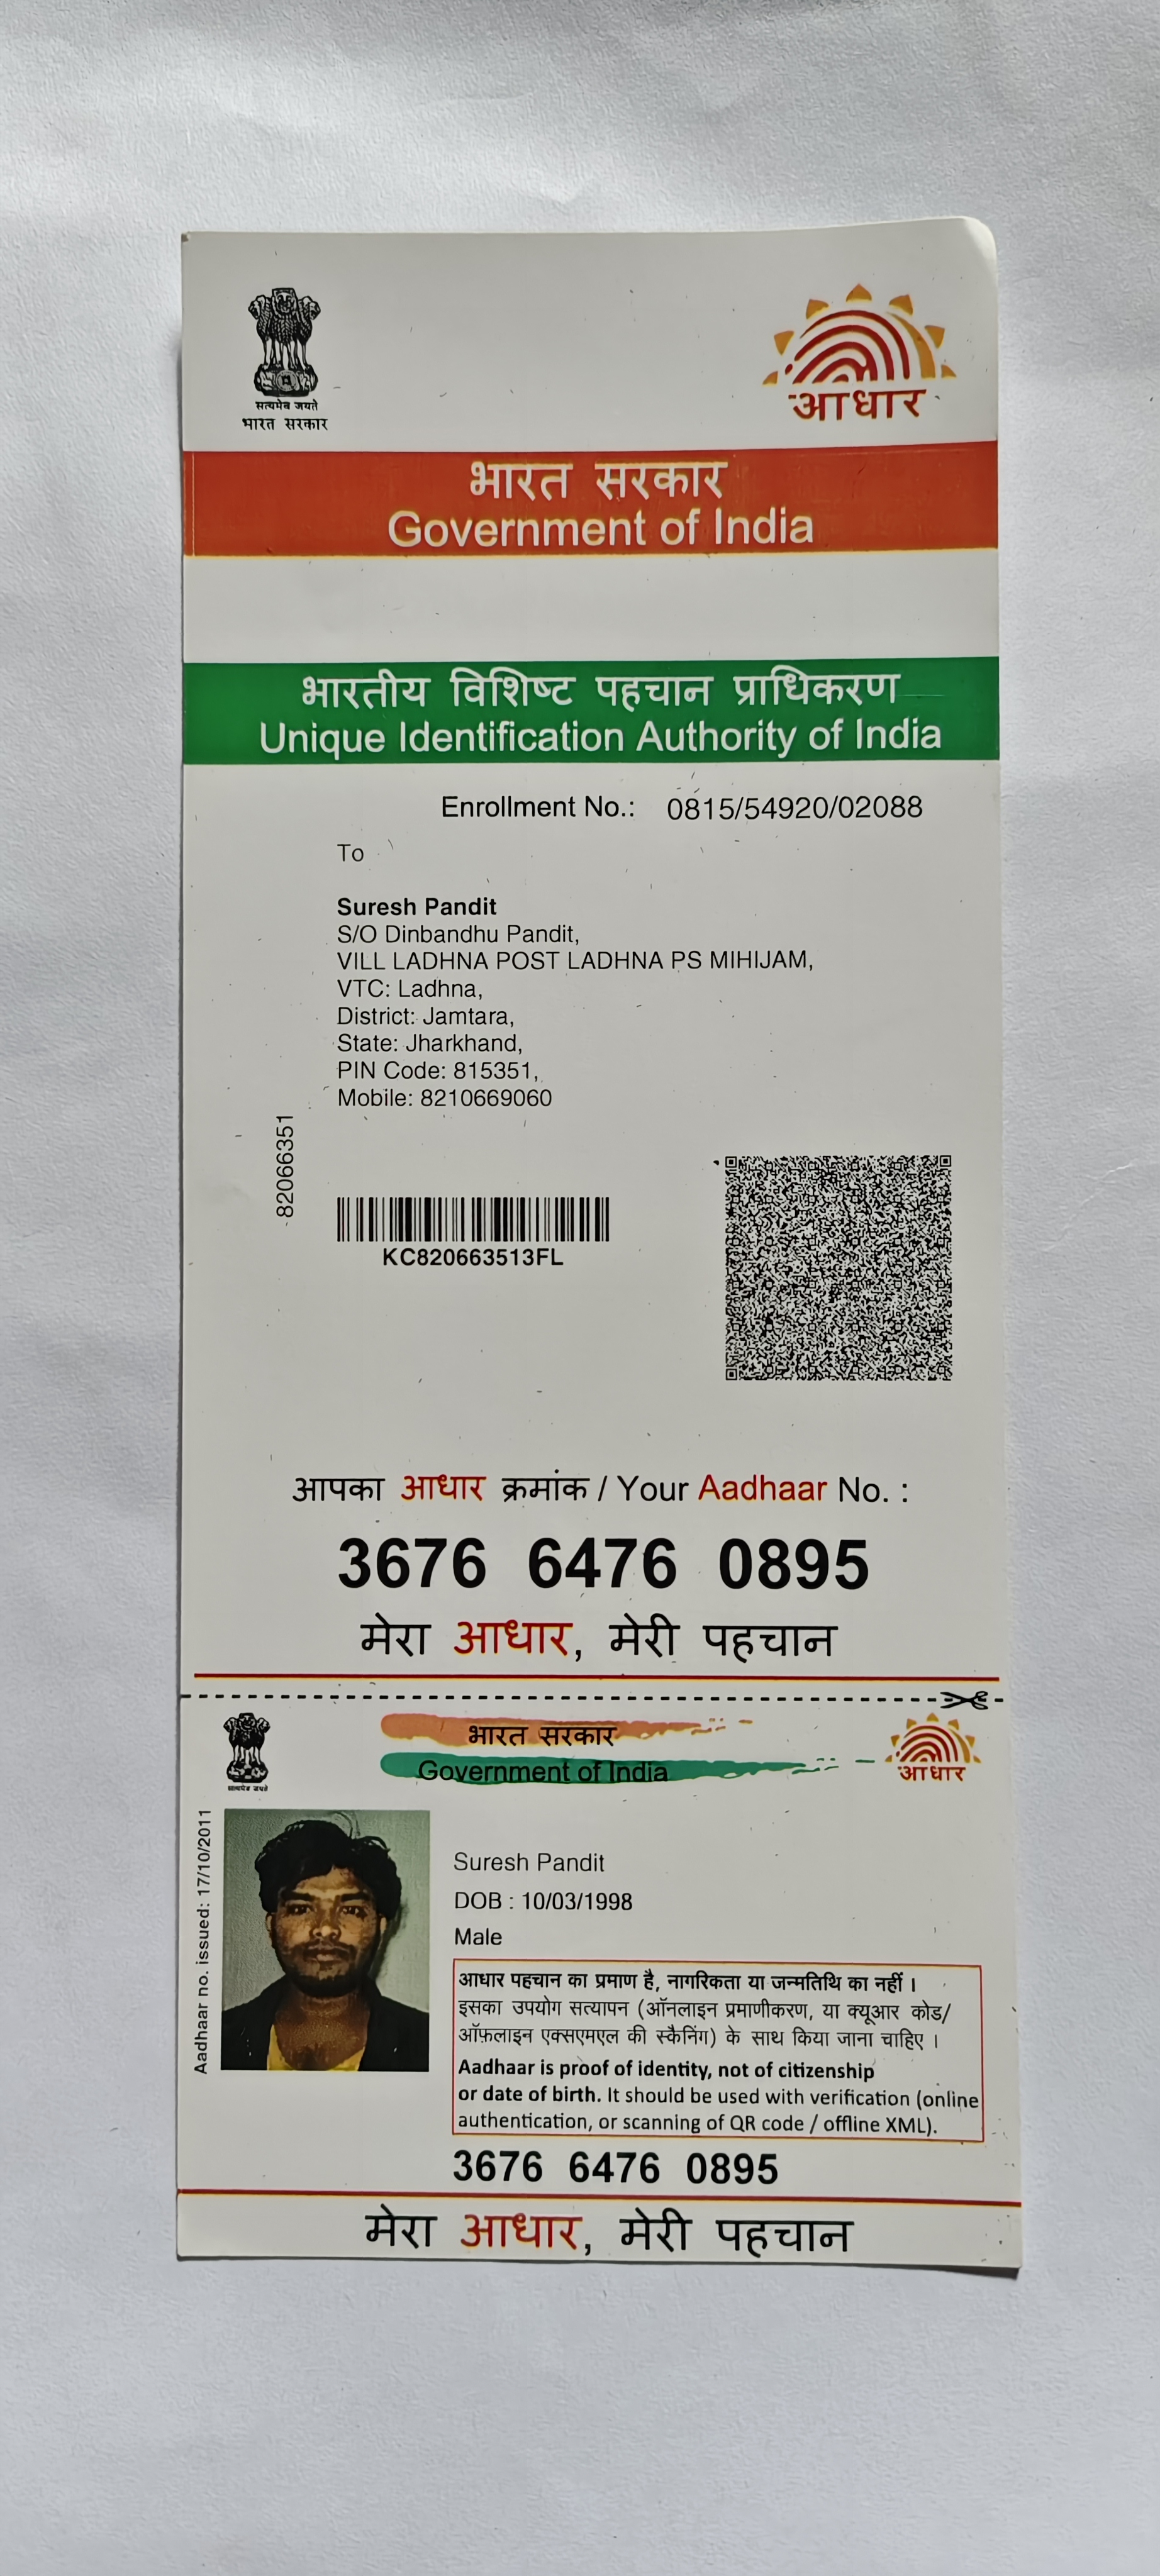 सत्यमेव जयते
भारत सरकार
आधार
भारत सरकार
Government of India
भारतीय विशिष्ट पहचान प्राधिकरण
Unique Identification Authority of India
Enrollment No.: 0815/54920/02088
To
Suresh Pandit
S/O Dinbandhu Pandit,
VILL LADHNA POST LADHNA PS MIHIJAM,
VTC: Ladhna,
District: Jamtara,
State: Jharkhand,
PIN Code: 815351,
Mobile: 8210669060
82066351
KC820663513FL
आपका आधार क्रमांक / Your Aadhaar No. :
3676 6476 0895
मेरा आधार, मेरी पहचान
भारत सरकार
Government of India
सत्यमेव जयते
आधार
Aadhaar no. issued: 17/10/2011
Suresh Pandit
DOB : 10/03/1998
Male
आधार पहचान का प्रमाण है, नागरिकता या जन्मतिथि का नहीं ।
इसका उपयोग सत्यापन (ऑनलाइन प्रमाणीकरण, या क्यूआर कोड/
ऑफ़लाइन एक्सएमएल की स्कैनिंग) के साथ किया जाना चाहिए ।
Aadhaar is proof of identity, not of citizenship
or date of birth. It should be used with verification (online
authentication, or scanning of QR code / offline XML).
3676 6476 0895
मेरा आधार, मेरी पहचान